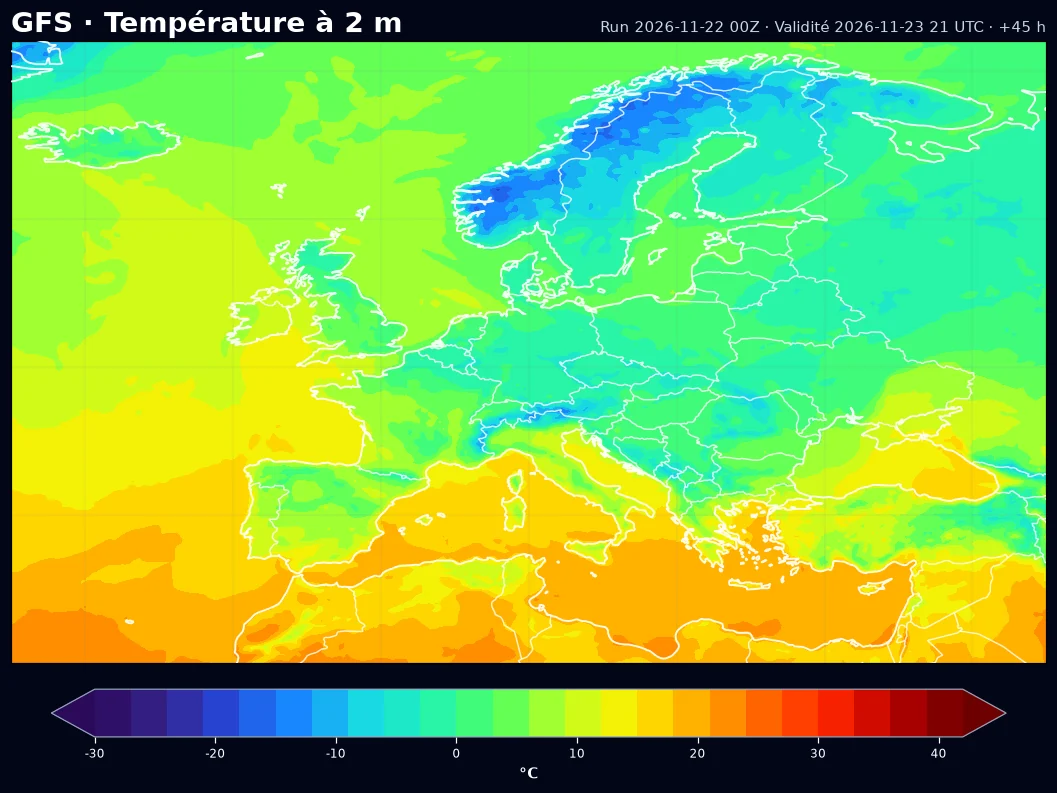 GFS · Température à 2 m
Run 2026-11-22 00Z · Validité 2026-11-23 21 UTC · +45 h
-30 -20 -10 0 10 20 30 40
°C